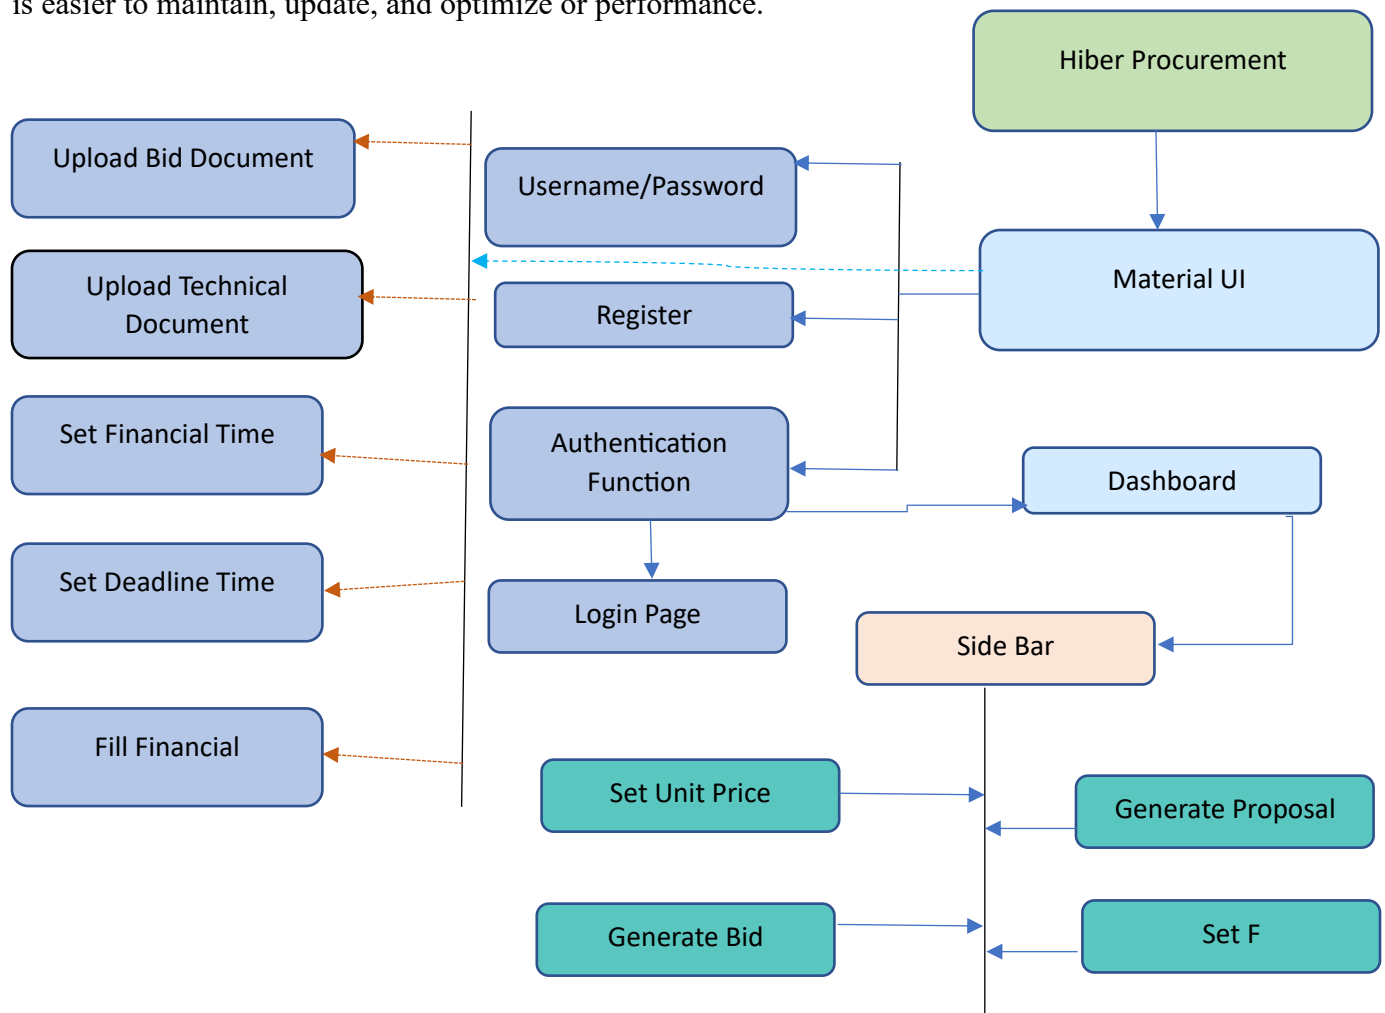 is easier to maintain, update, and optimize or performance.
Hiber Procurement
Upload Bid Document
Username/Password
Material UI
Upload Technical
Document
Register
Set Financial Time
Authentication
Function
Dashboard
Set Deadline Time
Login Page
Side Bar
Fill Financial
Set Unit Price
Generate Proposal
Generate Bid
Set F